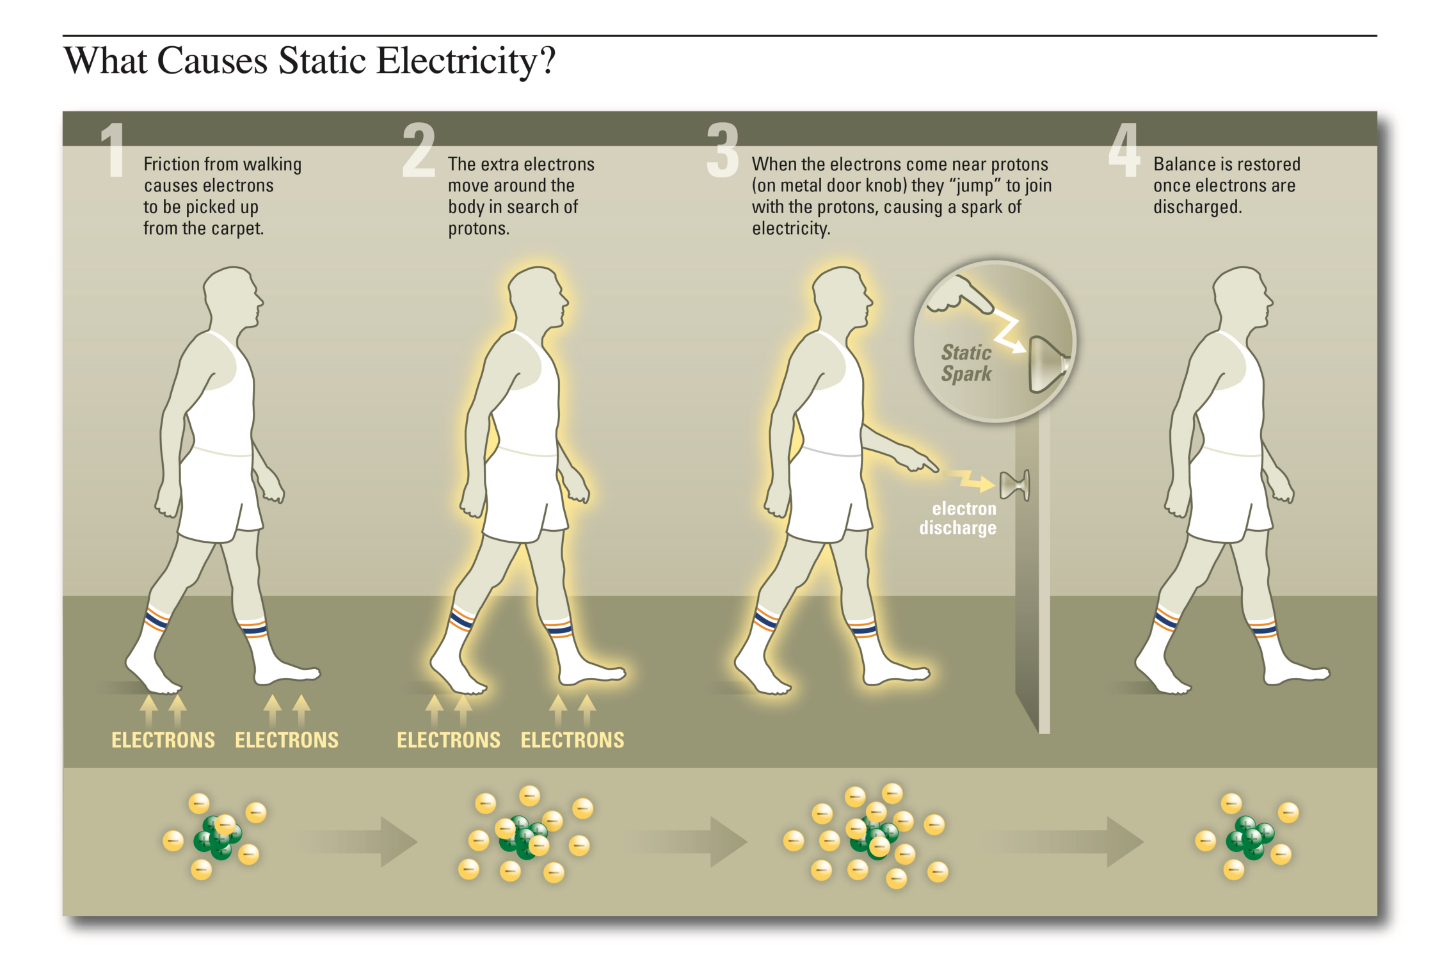 What Causes Static Electricity?
1
Friction from walking
causes electrons
to be picked up
from the carpet.
2
The extra electrons
move around the
body in search of
protons.
3
When the electrons come near protons
(on metal door knob) they “jump” to join
with the protons, causing a spark of
electricity.
4
Balance is restored
once electrons are
discharged.
Static
Spark
electron
discharge
ELECTRONS ELECTRONS
ELECTRONS ELECTRONS